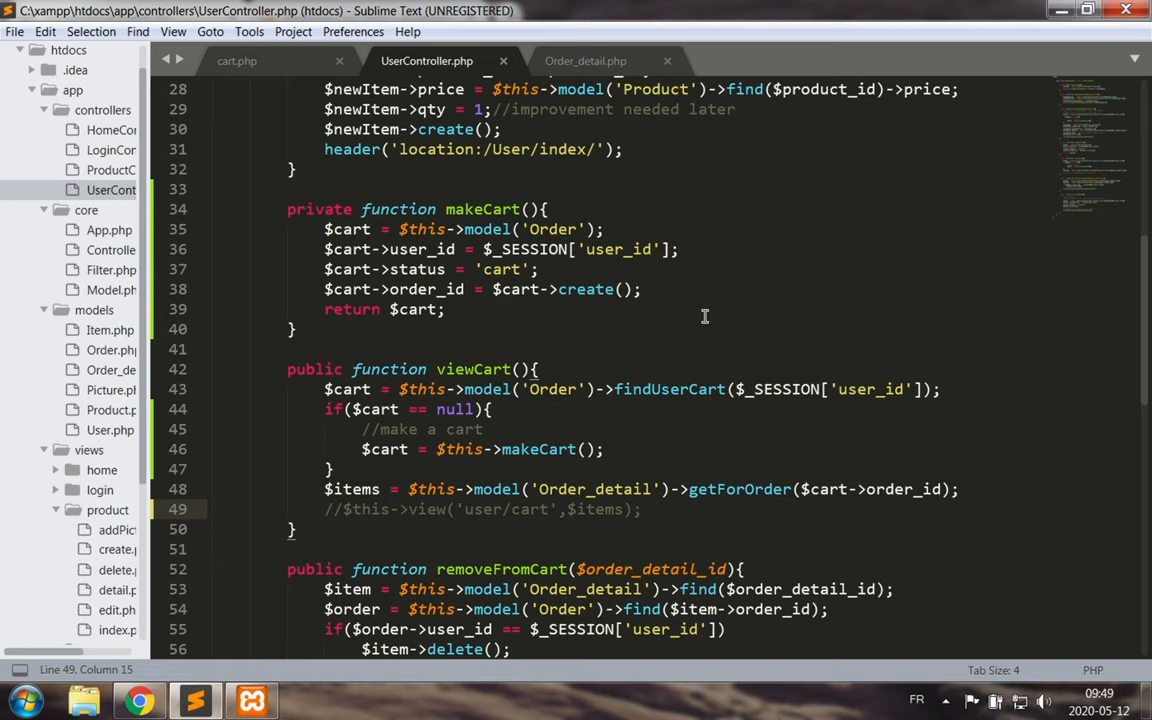 C:\xampp\htdocs\app\controllers\UserController.php (htdocs) - Sublime Text (UNREGISTERED)
File Edit Selection Find View Goto Tools Project Preferences Help
htdocs
.idea
app
controllers
HomeCor
LoginCor
ProductC
UserCont
core
App.php
Controlle
Filter.php
Model.ph
models
Item.php
Order.php
Order_de
Picture.ph
Product.p
User.php
views
home
login
product
addPict
create.p
delete.p
detail.p
edit.ph
index.p
cart.php UserController.php Order_detail.php
28 $newItem->price = $this->model('Product')->find($product_id)->price;
29 $newItem->qty = 1;//improvement needed later
30 $newItem->create();
31 header('location:/User/index/');
32 }
33
34 private function makeCart(){
35 $cart = $this->model('Order');
36 $cart->user_id = $_SESSION['user_id'];
37 $cart->status = 'cart';
38 $cart->order_id = $cart->create();
39 return $cart;
40 }
41
42 public function viewCart(){
43 $cart = $this->model('Order')->findUserCart($_SESSION['user_id']);
44 if($cart == null){
45 //make a cart
46 $cart = $this->makeCart();
47 }
48 $items = $this->model('Order_detail')->getForOrder($cart->order_id);
49 //$this->view('user/cart',$items);
50 }
51
52 public function removeFromCart($order_detail_id){
53 $item = $this->model('Order_detail')->find($order_detail_id);
54 $order = $this->model('Order')->find($item->order_id);
55 if($order->user_id == $_SESSION['user_id'])
56 $item->delete();
Line 49, Column 15 Tab Size: 4 PHP
FR 09:49
2020-05-12